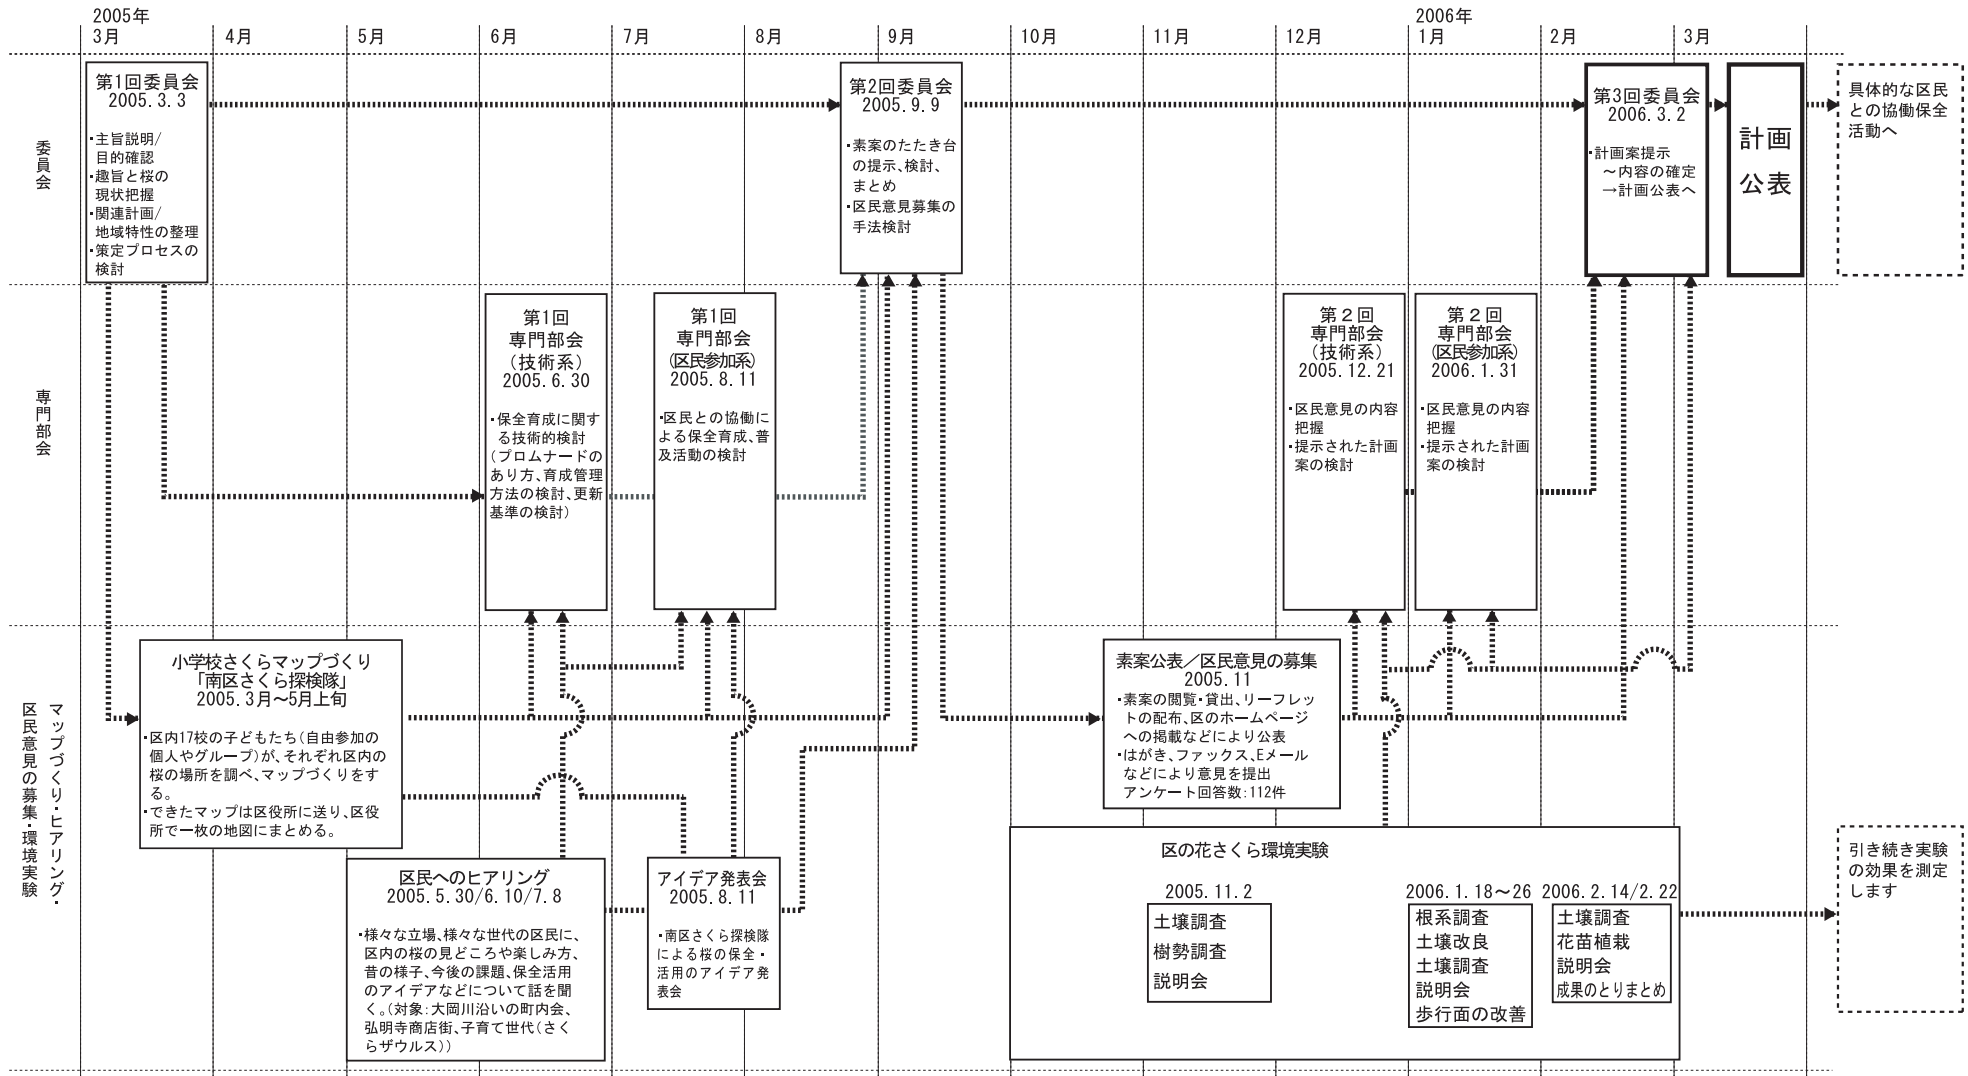 2005年
3月
4月
5月
6月
7月
8月
9月
10月
11月
12月
2006年
1月
2月
3月
委員会
第1回委員会
2005.3.3
・主旨説明/
目的確認
・趣旨と桜の
現状把握
・関連計画/
地域特性の整理
・策定プロセスの
検討
第2回委員会
2005.9.9
・素案のたたき台
の提示、検討、
まとめ
・区民意見募集の
手法検討
第3回委員会
2006.3.2
・計画案提示
～内容の確定
→計画公表へ
計画
公表
具体的な区民
との協働保全
活動へ
専門部会
第1回
専門部会
（技術系）
2005.6.30
・保全育成に関す
る技術的検討
（プロムナードの
あり方、育成管理
方法の検討、更新
基準の検討）
第1回
専門部会
(区民参加系)
2005.8.11
・区民との協働に
よる保全育成、普
及活動の検討
第２回
専門部会
（技術系）
2005.12.21
・区民意見の内容
把握
・提示された計画
案の検討
第２回
専門部会
(区民参加系)
2006.1.31
・区民意見の内容
把握
・提示された計画
案の検討
マップづくり・ヒアリング・
区民意見の募集・環境実験
小学校さくらマップづくり
「南区さくら探検隊」
2005.3月～5月上旬
・区内17校の子どもたち（自由参加の
個人やグループ）が、それぞれ区内の
桜の場所を調べ、マップづくりをす
る。
・できたマップは区役所に送り、区役
所で一枚の地図にまとめる。
区民へのヒアリング
2005.5.30/6.10/7.8
・様々な立場、様々な世代の区民に、
区内の桜の見どころや楽しみ方、
昔の様子、今後の課題、保全活用
のアイデアなどについて話を聞
く。（対象：大岡川沿いの町内会、
弘明寺商店街、子育て世代（さく
らザウルス））
アイデア発表会
2005.8.11
・南区さくら探検隊
による桜の保全・
活用のアイデア発
表会
素案公表／区民意見の募集
2005.11
・素案の閲覧・貸出、リーフレッ
トの配布、区のホームページ
への掲載などにより公表
・はがき、ファックス、Eメール
などにより意見を提出
アンケート回答数：112件
区の花さくら環境実験
2005.11.2
土壌調査
樹勢調査
説明会
2006.1.18～26
根系調査
土壌改良
土壌調査
説明会
歩行面の改善
2006.2.14/2.22
土壌調査
花苗植栽
説明会
成果のとりまとめ
引き続き実験
の効果を測定
します